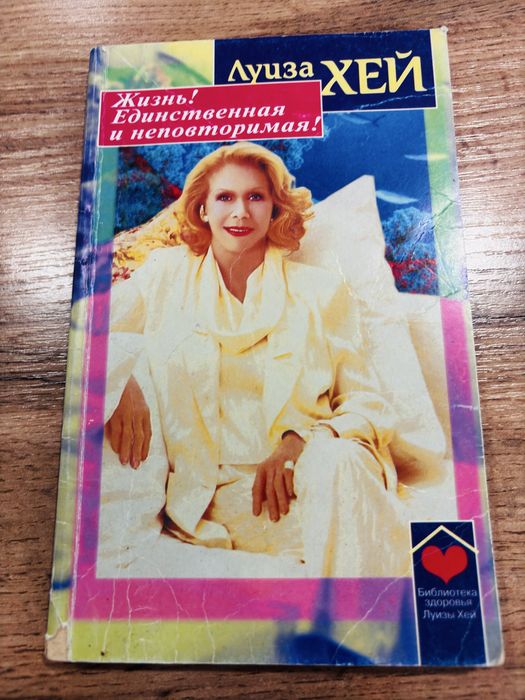 Луиза ХЕЙ
Жизнь!
Единственная
и неповторимая!
Библиотека
здоровья
Луизы Хей